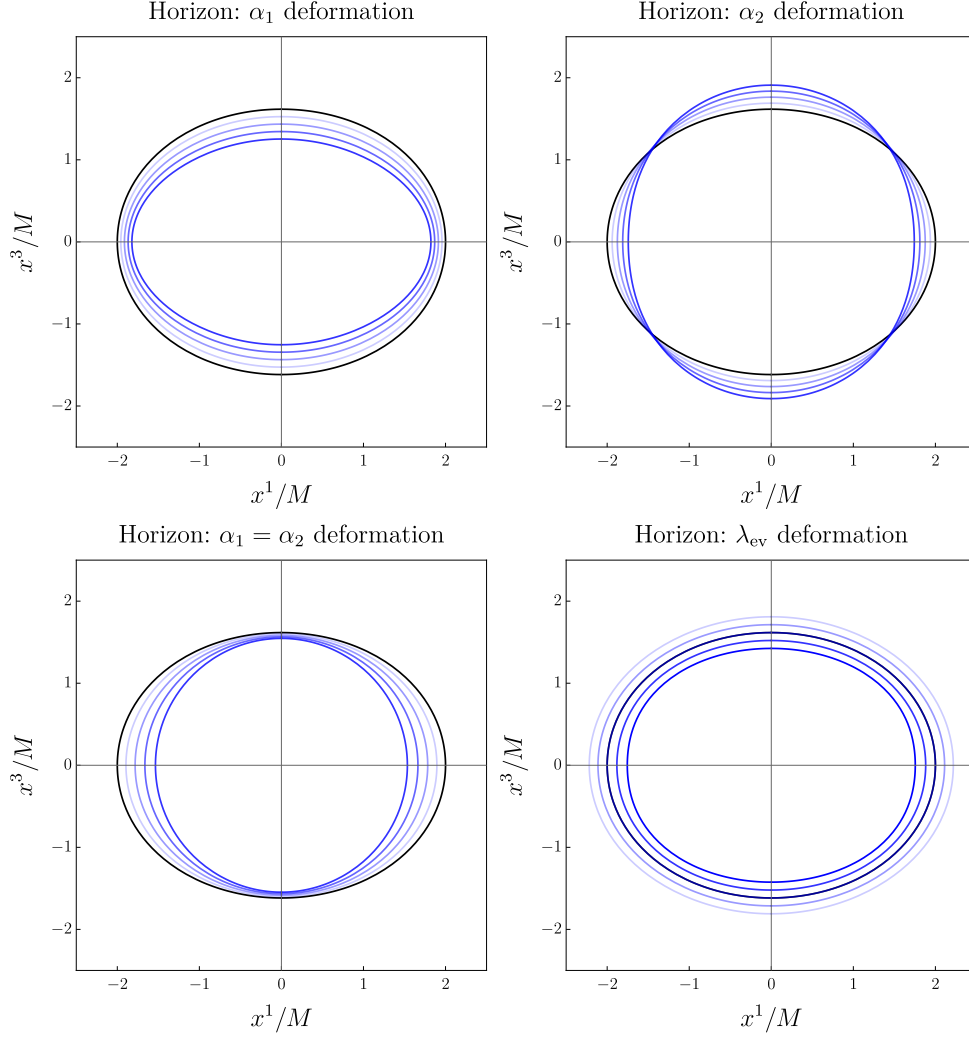 Horizon: α₁ deformation
2
1
0
−1
−2
−2 −1 0 1 2
x³/M
x¹/M
Horizon: α₂ deformation
2
1
0
−1
−2
−2 −1 0 1 2
x³/M
x¹/M
Horizon: α₁ = α₂ deformation
2
1
0
−1
−2
−2 −1 0 1 2
x³/M
x¹/M
Horizon: λ_ev deformation
2
1
0
−1
−2
−2 −1 0 1 2
x³/M
x¹/M